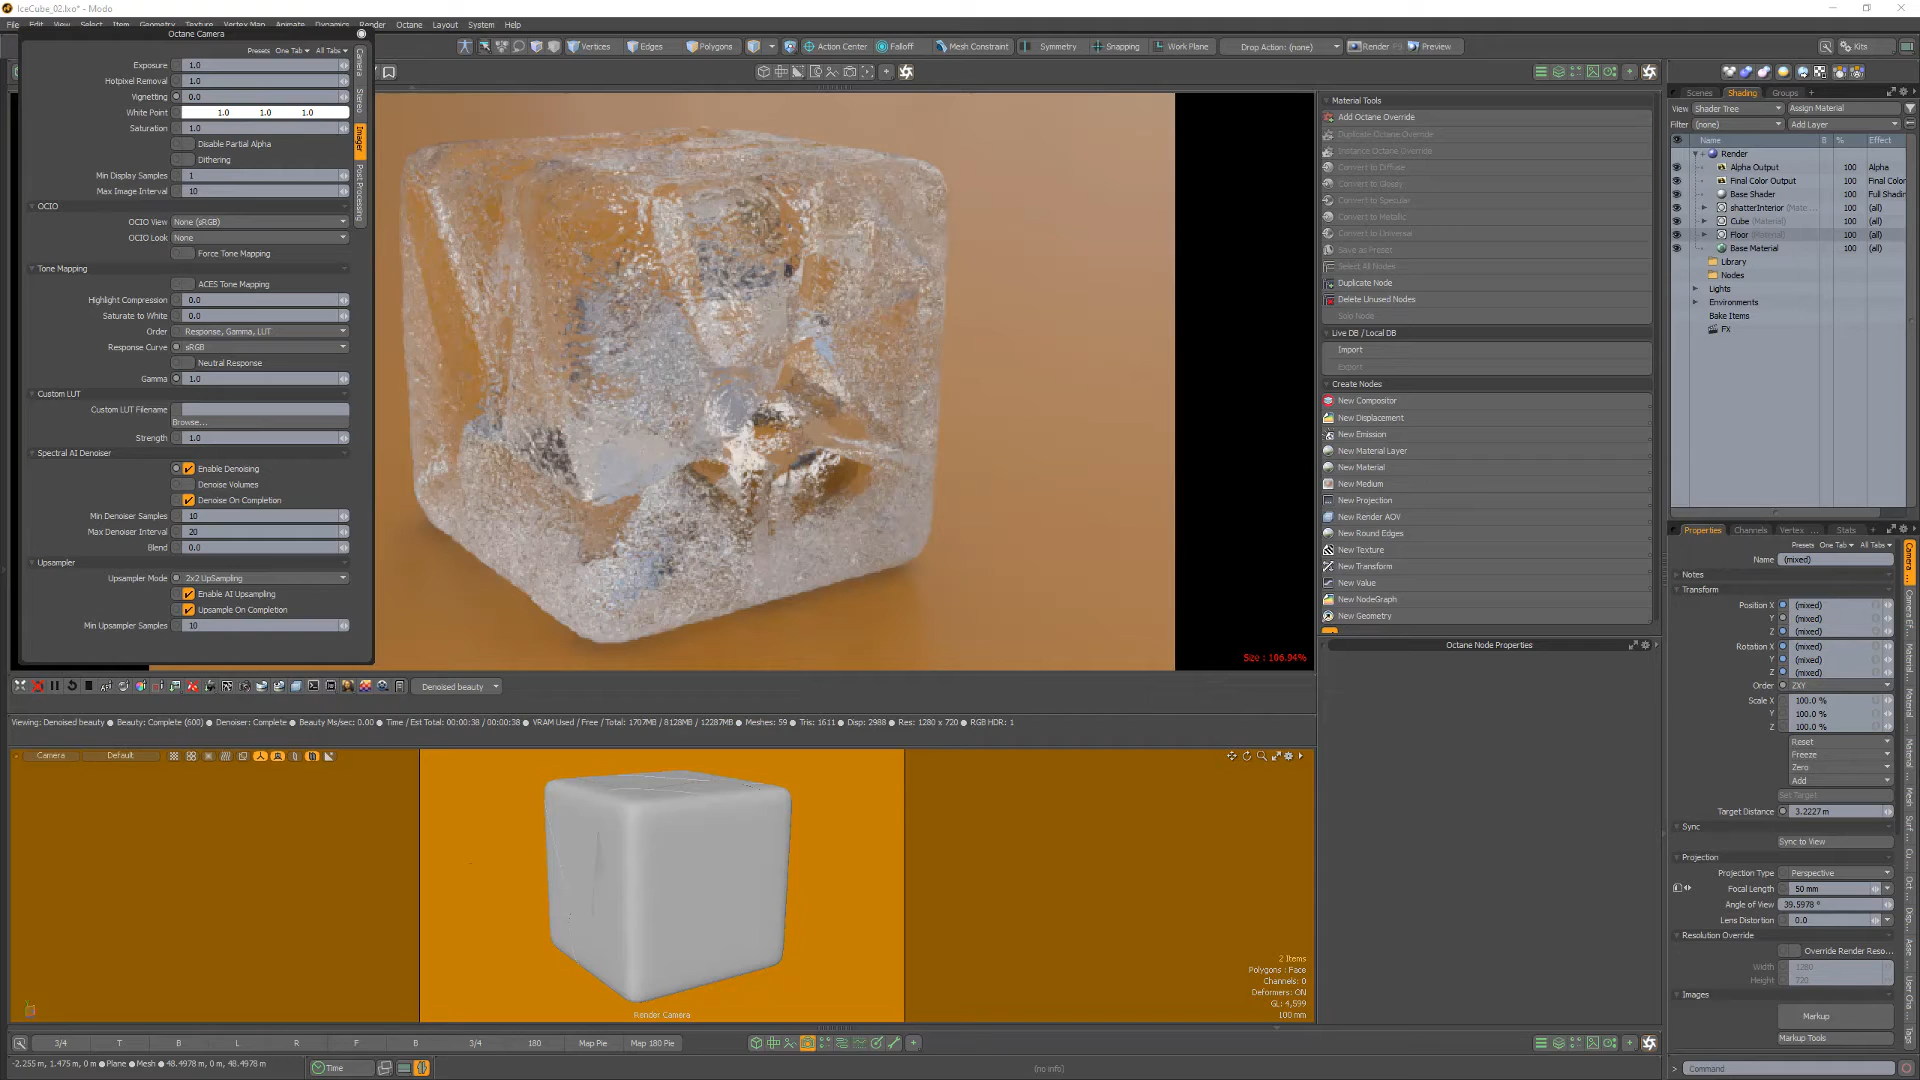 IceCube_02.lxo* - Modo
File Edit View Select Item Geometry Texture Vertex Map Animate Dynamics Render Octane Layout System Help
Octane Camera
Presets One Tab All Tabs
Exposure 1.0
Hotpixel Removal 1.0
Vignetting 0.0
White Point 1.0 1.0 1.0
Saturation 1.0
Disable Partial Alpha
Dithering
Min Display Samples 1
Max Image Interval 10
OCIO
OCIO View None (sRGB)
OCIO Look None
Force Tone Mapping
Tone Mapping
ACES Tone Mapping
Highlight Compression 0.0
Saturate to White 0.0
Order Response, Gamma, LUT
Response Curve sRGB
Neutral Response
Gamma 1.0
Custom LUT
Custom LUT Filename
Browse...
Strength 1.0
Spectral AI Denoiser
Enable Denoising
Denoise Volumes
Denoise On Completion
Min Denoiser Samples 10
Max Denoiser Interval 20
Blend 0.0
Upsampler
Upsampler Mode 2x2 UpSampling
Enable AI Upsampling
Upsample On Completion
Min Upsampler Samples 10
Camera
Stereo
Imager
Post Processing
Vertices Edges Polygons Action Center Falloff Mesh Constraint Symmetry Snapping Work Plane Drop Action: (none) Render F9 Preview Kits
Size : 106.94%
Denoised beauty
Viewing: Denoised beauty Beauty: Complete (600) Denoiser: Complete Beauty Ms/sec: 0.00 Time / Est Total: 00:00:38 / 00:00:38 VRAM Used / Free / Total: 1707MB / 8128MB / 12287MB Meshes: 59 Tris: 1611 Disp: 2988 Res: 1280 x 720 RGB HDR: 1
Camera Default
2 Items
Polygons : Face
Channels: 0
Deformers: ON
GL: 4,599
100 mm
Render Camera
3/4 T B L R F B 3/4 180 Map Pie Map 180 Pie
-2.255 m, 1.475 m, 0 m Plane Mesh 48.4978 m, 0 m, 48.4978 m
Time
(no info)
Material Tools
Add Octane Override
Duplicate Octane Override
Instance Octane Override
Convert to Diffuse
Convert to Glossy
Convert to Specular
Convert to Metallic
Convert to Universal
Save as Preset
Select All Nodes
Duplicate Node
Delete Unused Nodes
Solo Node
Live DB / Local DB
Import
Export
Create Nodes
New Compositor
New Displacement
New Emission
New Material Layer
New Material
New Medium
New Projection
New Render AOV
New Round Edges
New Texture
New Transform
New Value
New NodeGraph
New Geometry
Octane Node Properties
Scenes Shading Groups +
View Shader Tree Assign Material
Filter (none) Add Layer
Name B % Effect
Render
Alpha Output 100 Alpha
Final Color Output 100 Final Color
Base Shader 100 Full Shadin
shatterInterior (Mate ... 100 (all)
Cube (Material) 100 (all)
Floor (Material) 100 (all)
Base Material 100 (all)
Library
Nodes
Lights
Environments
Bake Items
FX
Properties Channels Vertex ... Stats +
Presets One Tab All Tabs
Name (mixed)
Notes
Transform
Position X (mixed)
Y (mixed)
Z (mixed)
Rotation X (mixed)
Y (mixed)
Z (mixed)
Order ZXY
Scale X 100.0 %
Y 100.0 %
Z 100.0 %
Reset
Freeze
Zero
Add
Set Target
Target Distance 3.2227 m
Sync
Sync to View
Projection
Projection Type Perspective
Focal Length 50 mm
Angle of View 39.5978 °
Lens Distortion 0.0
Resolution Override
Override Render Reso...
Width 1280
Height 720
Images
Markup
Markup Tools
Command